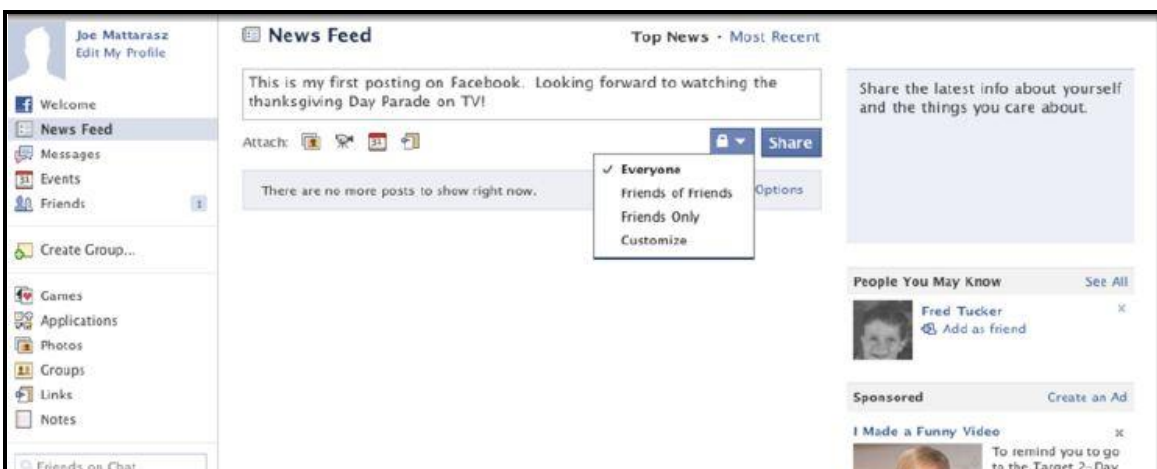 Joe Mattarasz
Edit My Profile
Welcome
News Feed
Messages
31 Events
Friends 1
Create Group...
Games
Applications
Photos
Groups
Links
Notes
Friends on Chat
News Feed
Top News · Most Recent
This is my first posting on Facebook. Looking forward to watching the
thanksgiving Day Parade on TV!
Attach: 31
Share
✓ Everyone
Friends of Friends
Friends Only
Customize
There are no more posts to show right now.
Options
Share the latest info about yourself
and the things you care about.
People You May Know See All
Fred Tucker x
Add as friend
Sponsored Create an Ad
I Made a Funny Video x
To remind you to go
to the Target 2-Day